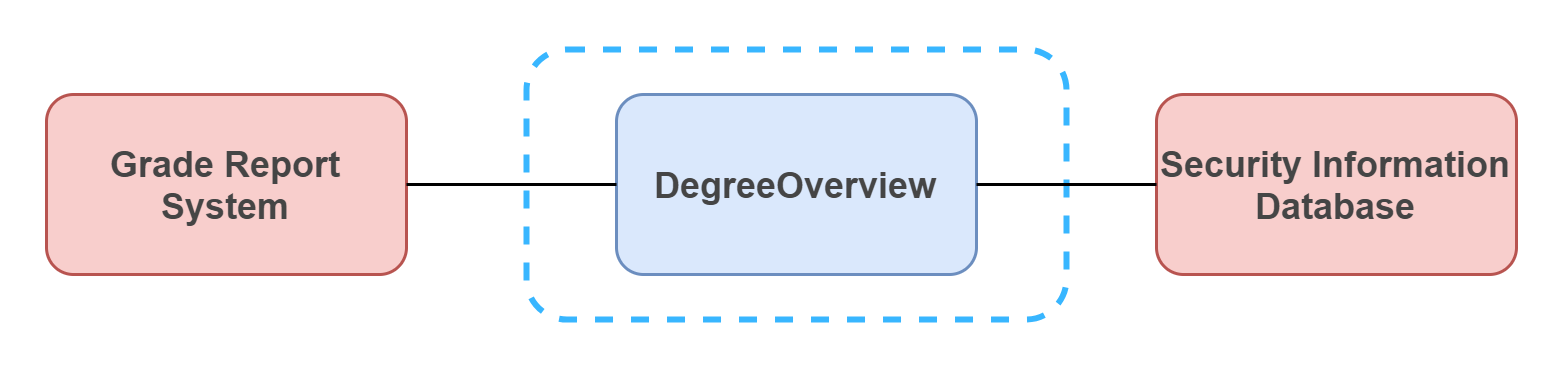 Grade Report
System
DegreeOverview
Security Information
Database